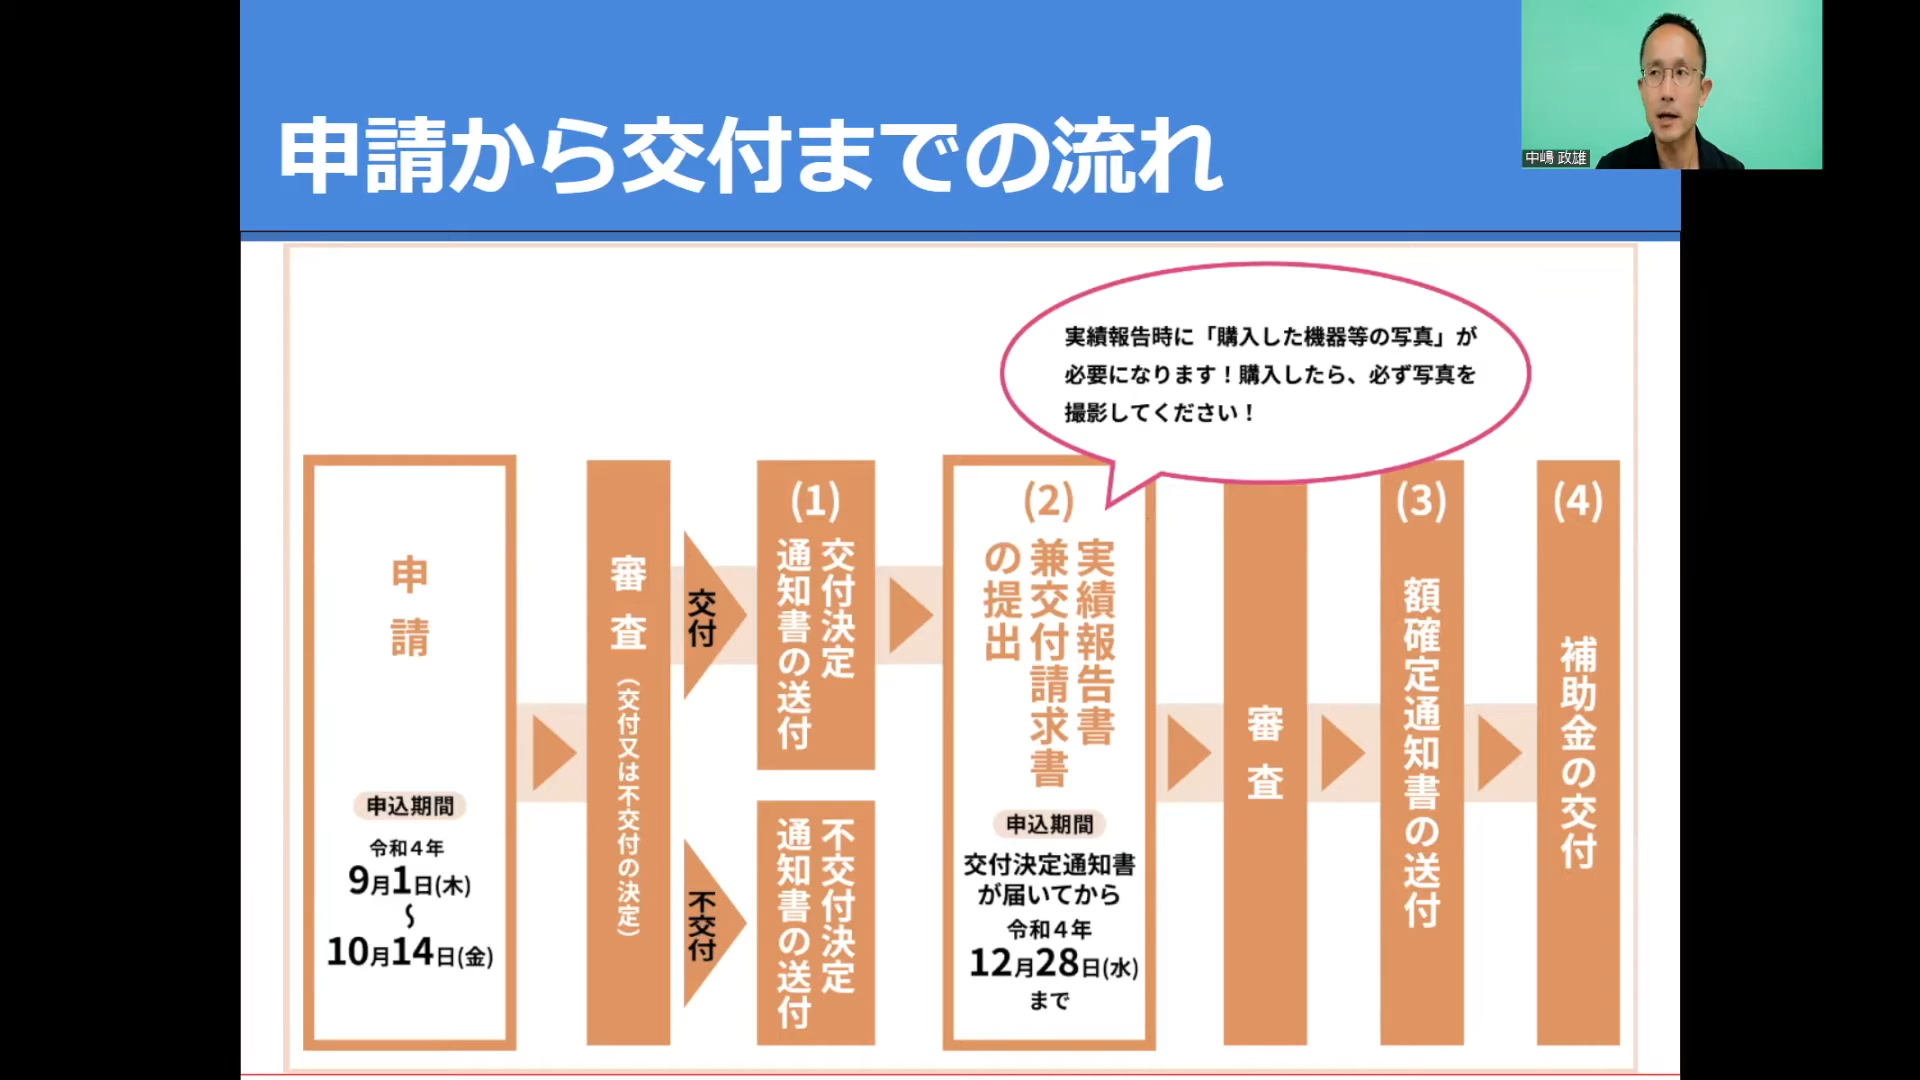 申請から交付までの流れ
中嶋 政雄
実績報告時に「購入した機器等の写真」が
必要になります！購入したら、必ず写真を
撮影してください！
申請
申込期間
令和4年
9月1日(木)
〜
10月14日(金)
審査（交付又は不交付の決定）
交付
不交付
(1)
交付決定
通知書の送付
不交付決定
通知書の送付
(2)
実績報告書
兼交付請求書
の提出
申込期間
交付決定通知書
が届いてから
令和4年
12月28日(水)
まで
審査
(3)
額確定通知書の送付
(4)
補助金の交付